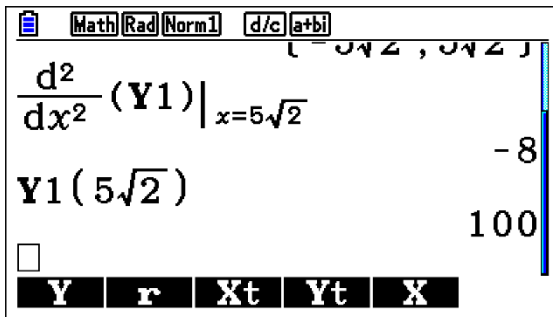 Math Rad Norm1 d/c a+bi
d²/dx² (Y1)|x=5√2
-8
Y1(5√2)
100
Y r Xt Yt X